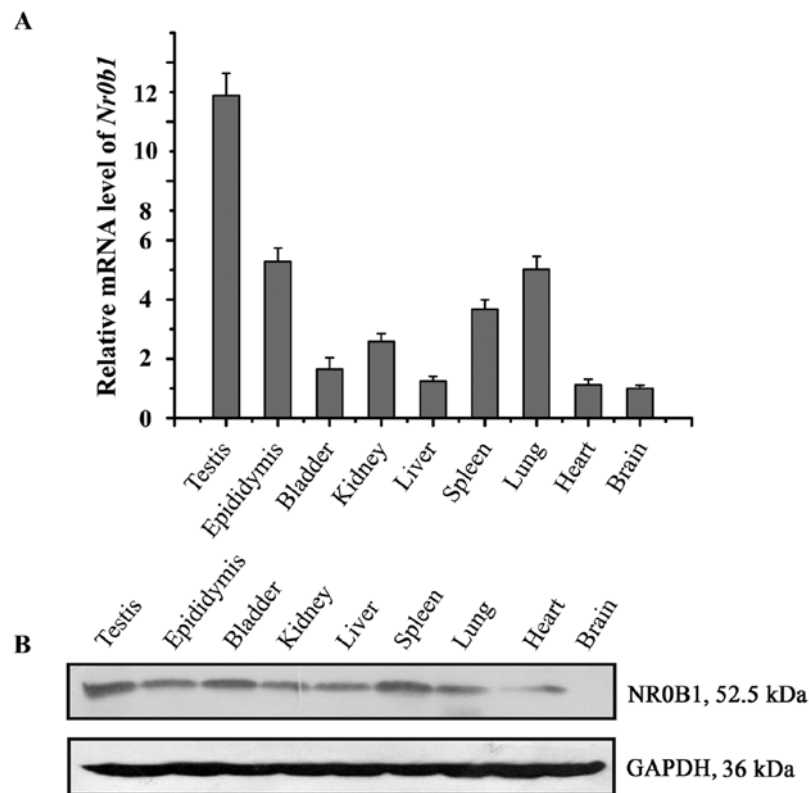 A
Relative mRNA level of Nr0b1
12
10
8
6
4
2
0
Testis
Epididymis
Bladder
Kidney
Liver
Spleen
Lung
Heart
Brain
Testis
Epididymis
Bladder
Kidney
Liver
Spleen
Lung
Heart
Brain
B
NR0B1, 52.5 kDa
GAPDH, 36 kDa